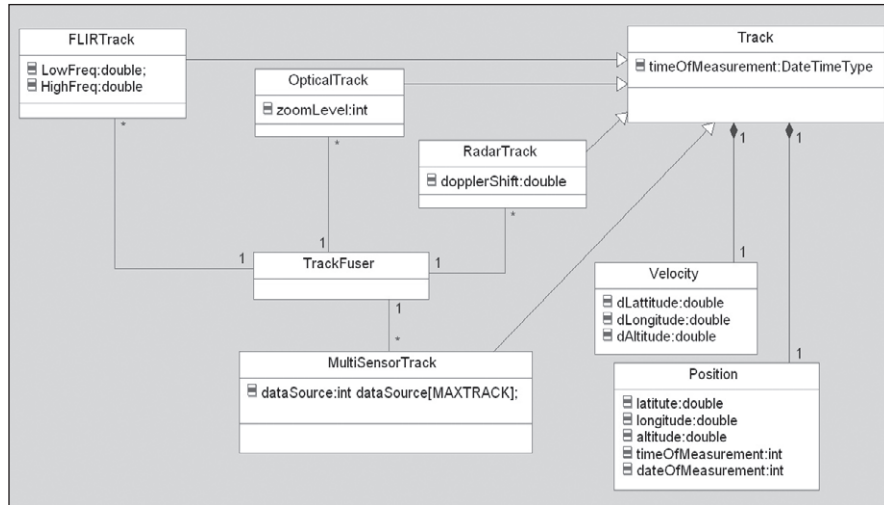 FLIRTrack
LowFreq:double;
HighFreq:double
*
OpticalTrack
zoomLevel:int
*
RadarTrack
dopplerShift:double
*
Track
timeOfMeasurement:DateTimeType
1
1
1
1
1
TrackFuser
1
1
*
MultiSensorTrack
dataSource:int dataSource[MAXTRACK];
1
Velocity
dLattitude:double
dLongitude:double
dAltitude:double
1
Position
latitute:double
longitude:double
altitude:double
timeOfMeasurement:int
dateOfMeasurement:int